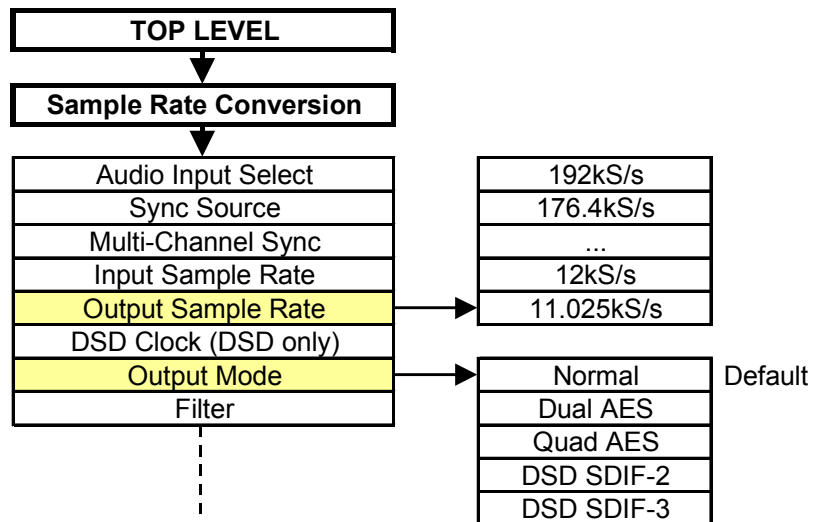 TOP LEVEL
Sample Rate Conversion
Audio Input Select
Sync Source
Multi-Channel Sync
Input Sample Rate
Output Sample Rate
DSD Clock (DSD only)
Output Mode
Filter
192kS/s
176.4kS/s
...
12kS/s
11.025kS/s
Normal Default
Dual AES
Quad AES
DSD SDIF-2
DSD SDIF-3